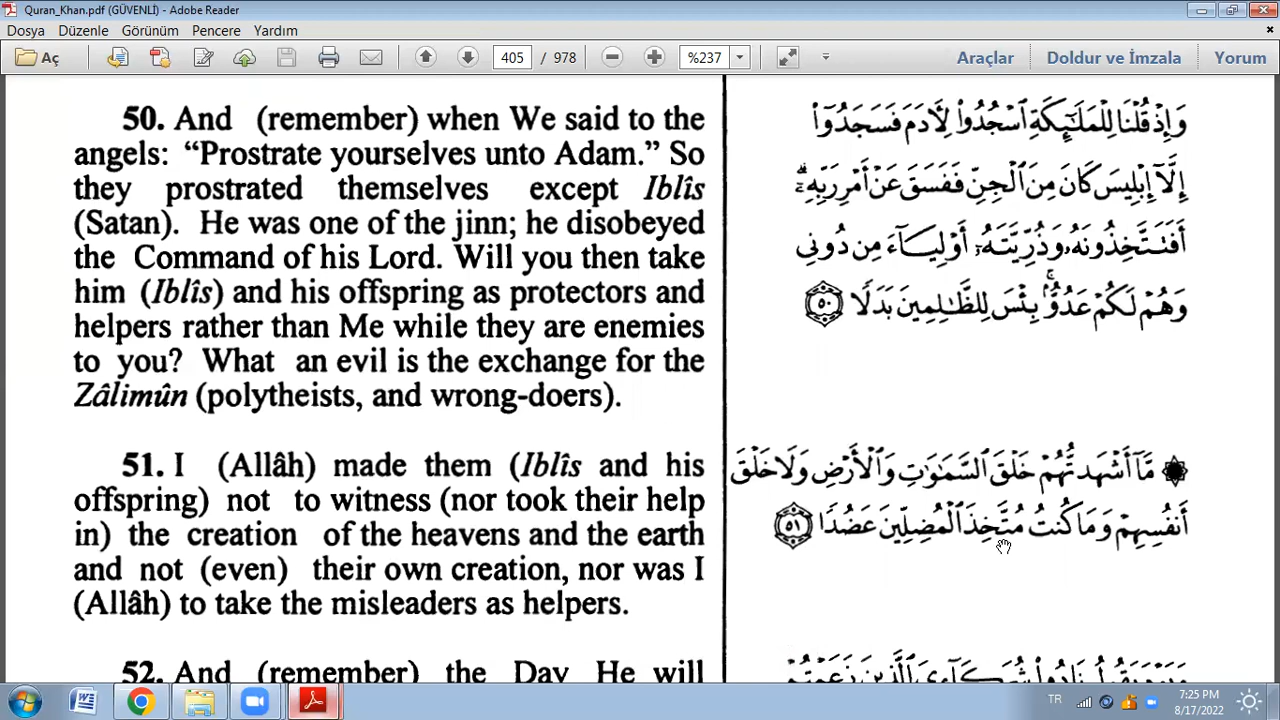 Quran_Khan.pdf (GÜVENLİ) - Adobe Reader
Dosya Düzenle Görünüm Pencere Yardım
Aç 405 / 978 %237 Araçlar Doldur ve İmzala Yorum
50. And (remember) when We said to the
angels: “Prostrate yourselves unto Adam.” So
they prostrated themselves except Iblîs
(Satan). He was one of the jinn; he disobeyed
the Command of his Lord. Will you then take
him (Iblîs) and his offspring as protectors and
helpers rather than Me while they are enemies
to you? What an evil is the exchange for the
Zâlimûn (polytheists, and wrong-doers).
51. I (Allâh) made them (Iblîs and his
offspring) not to witness (nor took their help
in) the creation of the heavens and the earth
and not (even) their own creation, nor was I
(Allâh) to take the misleaders as helpers.
52. And (remember) the Day He will
وَإِذْ قُلْنَا لِلْمَلَـٰٓئِكَةِ ٱسْجُدُوا۟ لِـَٔادَمَ فَسَجَدُوٓا۟
إِلَّآ إِبْلِيسَ كَانَ مِنَ ٱلْجِنِّ فَفَسَقَ عَنْ أَمْرِ رَبِّهِۦٓ ۗ
أَفَتَتَّخِذُونَهُۥ وَذُرِّيَّتَهُۥٓ أَوْلِيَآءَ مِن دُونِى
وَهُمْ لَكُمْ عَدُوٌّۢ ۚ بِئْسَ لِلظَّـٰلِمِينَ بَدَلًا ٥٠
۞ مَّآ أَشْهَدتُّهُمْ خَلْقَ ٱلسَّمَـٰوَٰتِ وَٱلْأَرْضِ وَلَا خَلْقَ
أَنفُسِهِمْ وَمَا كُنتُ مُتَّخِذَ ٱلْمُضِلِّينَ عَضُدًا ٥١
وَيَوْمَ يَقُولُ نَادُوا۟ شُرَكَآءِىَ ٱلَّذِينَ زَعَمْتُمْ
TR 7:25 PM
8/17/2022